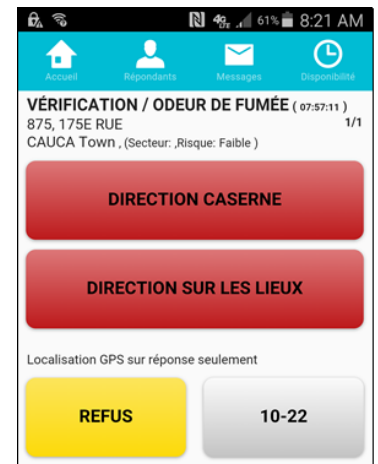 4G 61% 8:21 AM
Accueil Répondants Messages Disponibilité
VÉRIFICATION / ODEUR DE FUMÉE ( 07:57:11 )
875, 175E RUE 1/1
CAUCA Town , (Secteur: ,Risque: Faible )
DIRECTION CASERNE
DIRECTION SUR LES LIEUX
Localisation GPS sur réponse seulement
REFUS 10-22